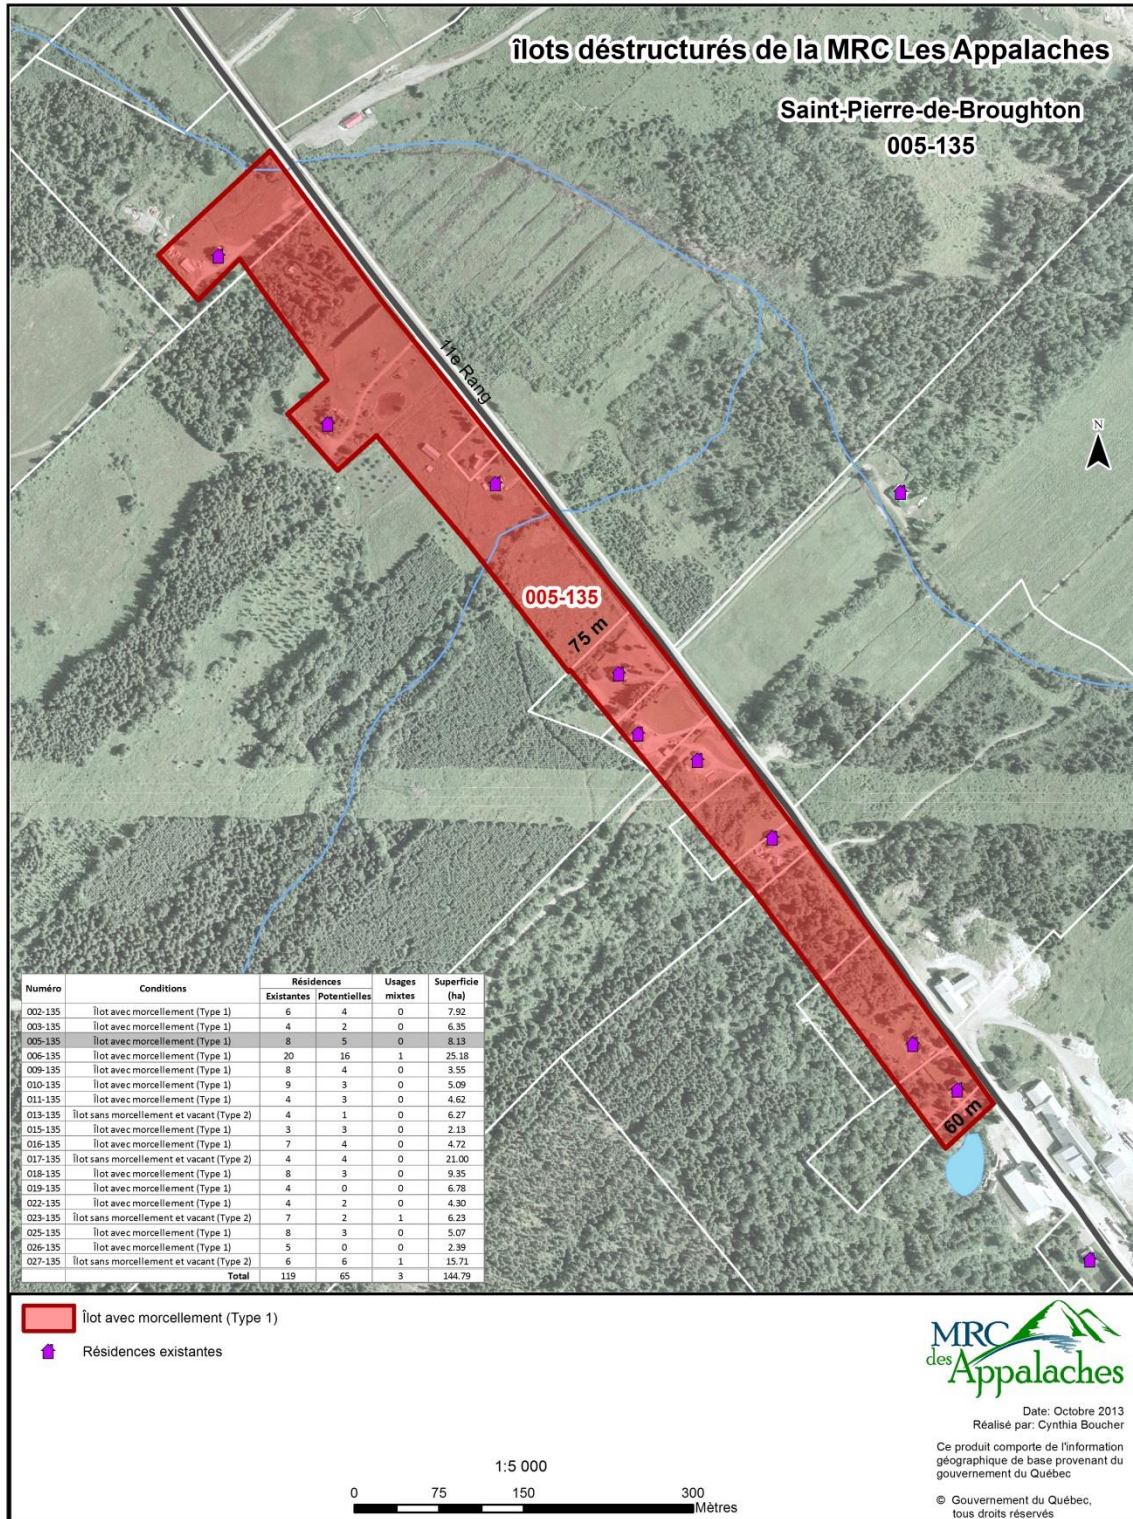 îlots déstructurés de la MRC Les Appalaches
Saint-Pierre-de-Broughton
005-135
11e Rang
N
005-135
75 m
60 m
Numéro Conditions Résidences Usages mixtes Superficie (ha)
Existantes Potentielles
002-135 Îlot avec morcellement (Type 1) 6 4 0 7.92
003-135 Îlot avec morcellement (Type 1) 4 2 0 6.35
005-135 Îlot avec morcellement (Type 1) 8 5 0 8.13
006-135 Îlot avec morcellement (Type 1) 20 16 1 25.18
009-135 Îlot avec morcellement (Type 1) 8 4 0 3.55
010-135 Îlot avec morcellement (Type 1) 9 3 0 5.09
011-135 Îlot avec morcellement (Type 1) 4 3 0 4.62
013-135 Îlot sans morcellement et vacant (Type 2) 4 1 0 6.27
015-135 Îlot avec morcellement (Type 1) 3 3 0 2.13
016-135 Îlot avec morcellement (Type 1) 7 4 0 4.72
017-135 Îlot sans morcellement et vacant (Type 2) 4 4 0 21.00
018-135 Îlot avec morcellement (Type 1) 8 3 0 9.35
019-135 Îlot avec morcellement (Type 1) 4 0 0 6.78
022-135 Îlot avec morcellement (Type 1) 4 2 0 4.30
023-135 Îlot sans morcellement et vacant (Type 2) 7 2 1 6.23
025-135 Îlot avec morcellement (Type 1) 8 3 0 5.07
026-135 Îlot avec morcellement (Type 1) 5 0 0 2.39
027-135 Îlot sans morcellement et vacant (Type 2) 6 6 1 15.71
Total 119 65 3 144.79
Îlot avec morcellement (Type 1)
Résidences existantes
MRC
des Appalaches
Date: Octobre 2013
Réalisé par: Cynthia Boucher
Ce produit comporte de l'information
géographique de base provenant du
gouvernement du Québec
© Gouvernement du Québec,
tous droits réservés
1:5 000
0 75 150 300
Mètres